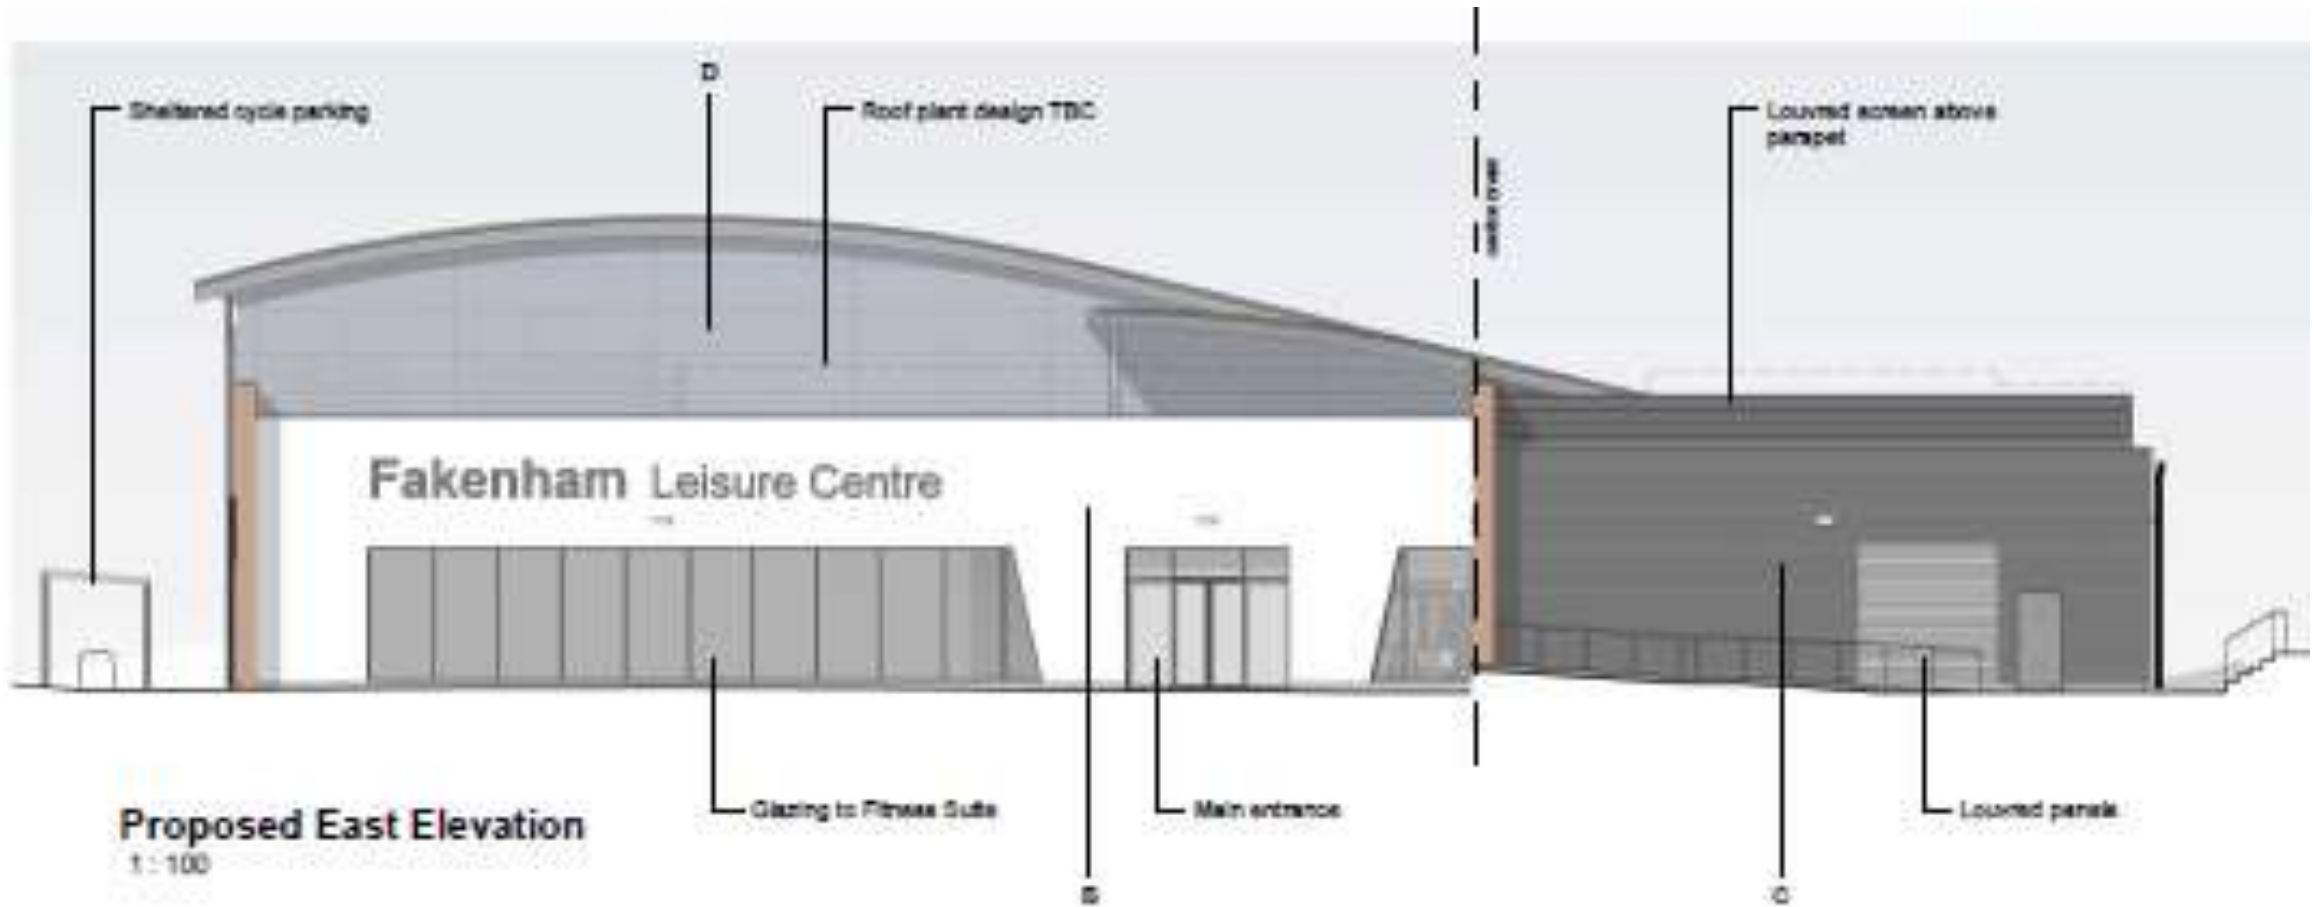 D
Sheltered cycle parking
Roof plant design TBC
Louvred screen above
parapet
Fakenham Leisure Centre
Glazing to Fitness Suite
Main entrance
Louvred panels
Proposed East Elevation
1 : 100
B
C